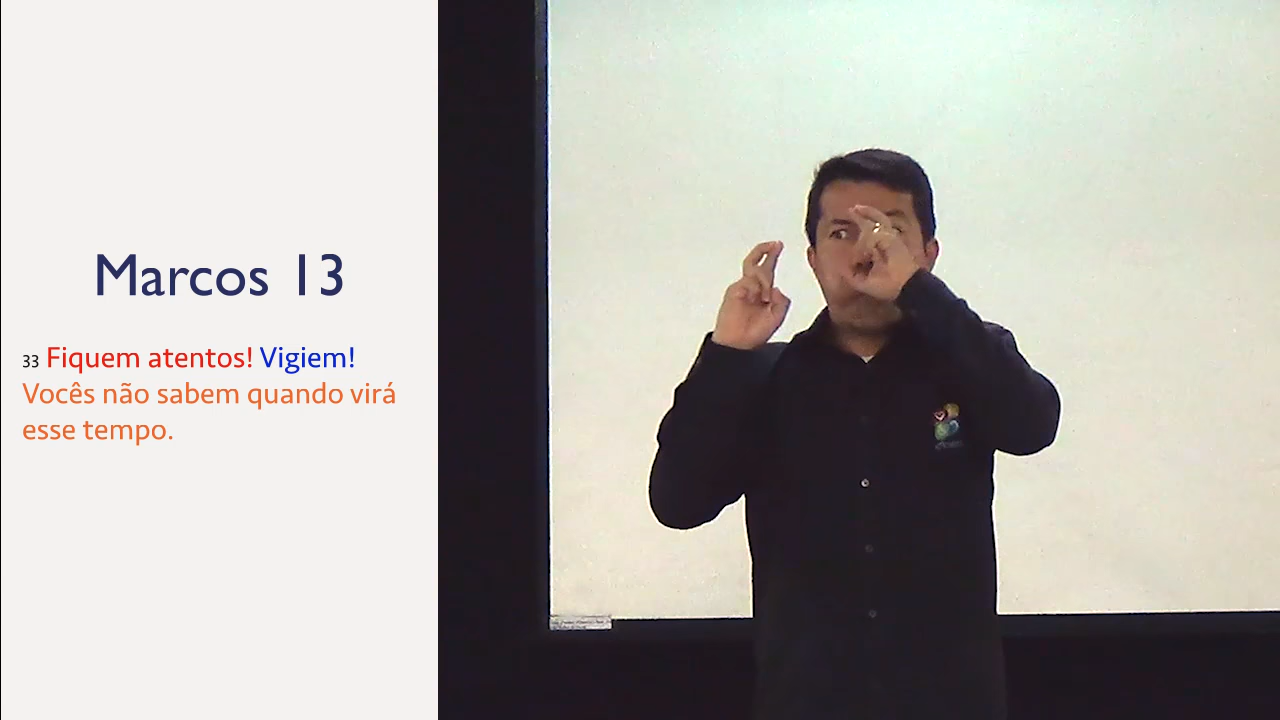 Marcos 13
33 Fiquem atentos! Vigiem!
Vocês não sabem quando virá
esse tempo.